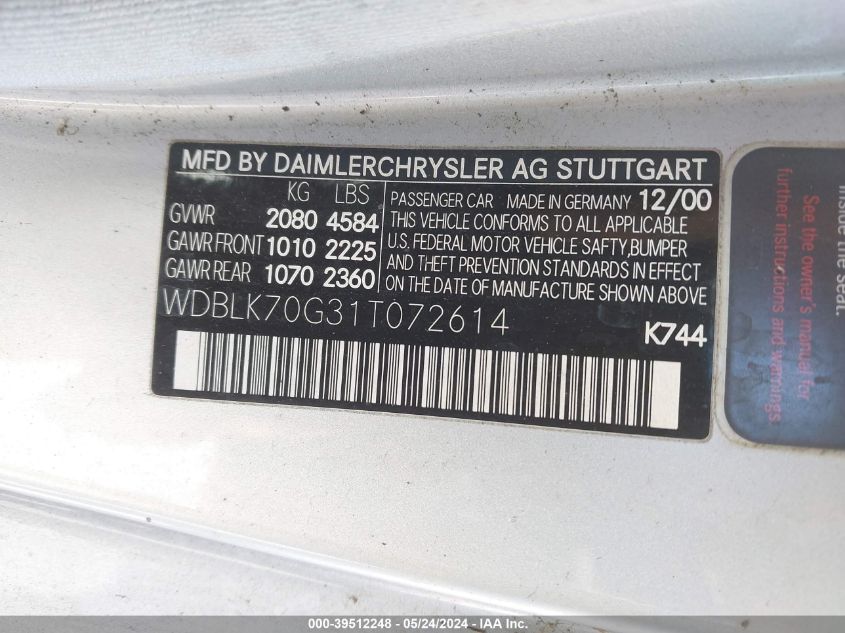 MFD BY DAIMLERCHRYSLER AG STUTTGART
KG LBS
GVWR 2080 4584
GAWR FRONT 1010 2225
GAWR REAR 1070 2360
PASSENGER CAR MADE IN GERMANY 12/00
THIS VEHICLE CONFORMS TO ALL APPLICABLE
U.S. FEDERAL MOTOR VEHICLE SAFTY,BUMPER
AND THEFT PREVENTION STANDARDS IN EFFECT
ON THE DATE OF MANUFACTURE SHOWN ABOVE
WDBLK70G31T072614
K744
inside the seat.
See the owner's manual for
further instructions and warnings
000-39512248 - 05/24/2024 - IAA Inc.